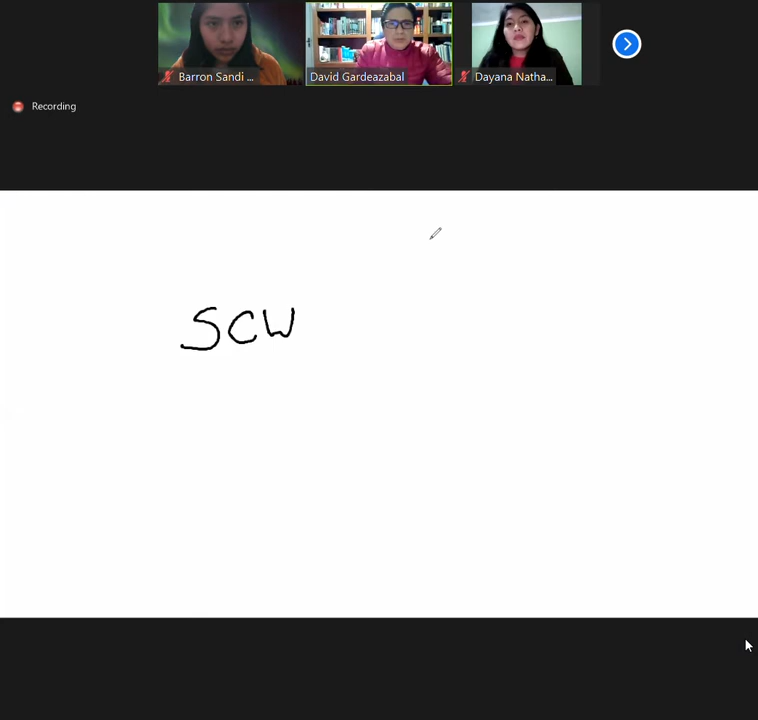 Barron Sandi ...
David Gardeazabal
Dayana Natha...
Recording
SCW